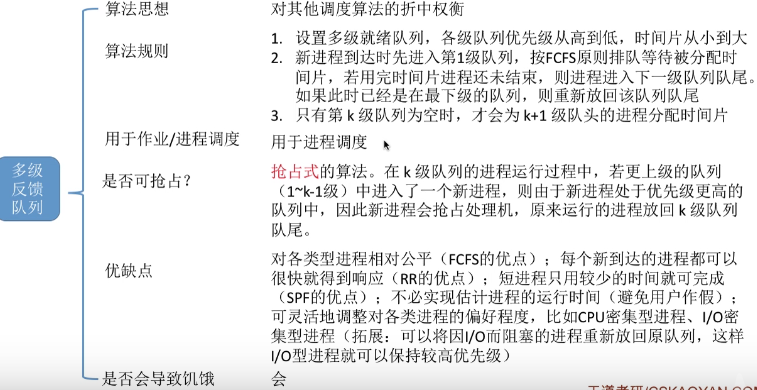 算法思想 对其他调度算法的折中权衡
算法规则
1. 设置多级就绪队列，各级队列优先级从高到低，时间片从小到大
2. 新进程到达时先进入第1级队列，按FCFS原则排队等待被分配时
间片，若用完时间片进程还未结束，则进程进入下一级队列队尾。
如果此时已经是在最下级的队列，则重新放回该队列队尾
3. 只有第 k 级队列为空时，才会为 k+1 级队头的进程分配时间片
用于作业/进程调度 用于进程调度
多级
反馈
队列
是否可抢占？
抢占式的算法。在 k 级队列的进程运行过程中，若更上级的队列
（1~k-1级）中进入了一个新进程，则由于新进程处于优先级更高的
队列中，因此新进程会抢占处理机，原来运行的进程放回 k 级队列
队尾。
优缺点
对各类型进程相对公平（FCFS的优点）；每个新到达的进程都可以
很快就得到响应（RR的优点）；短进程只用较少的时间就可完成
（SPF的优点）；不必实现估计进程的运行时间（避免用户作假）；
可灵活地调整对各类进程的偏好程度，比如CPU密集型进程、I/O密
集型进程（拓展：可以将因I/O而阻塞的进程重新放回原队列，这样
I/O型进程就可以保持较高优先级）
是否会导致饥饿 会